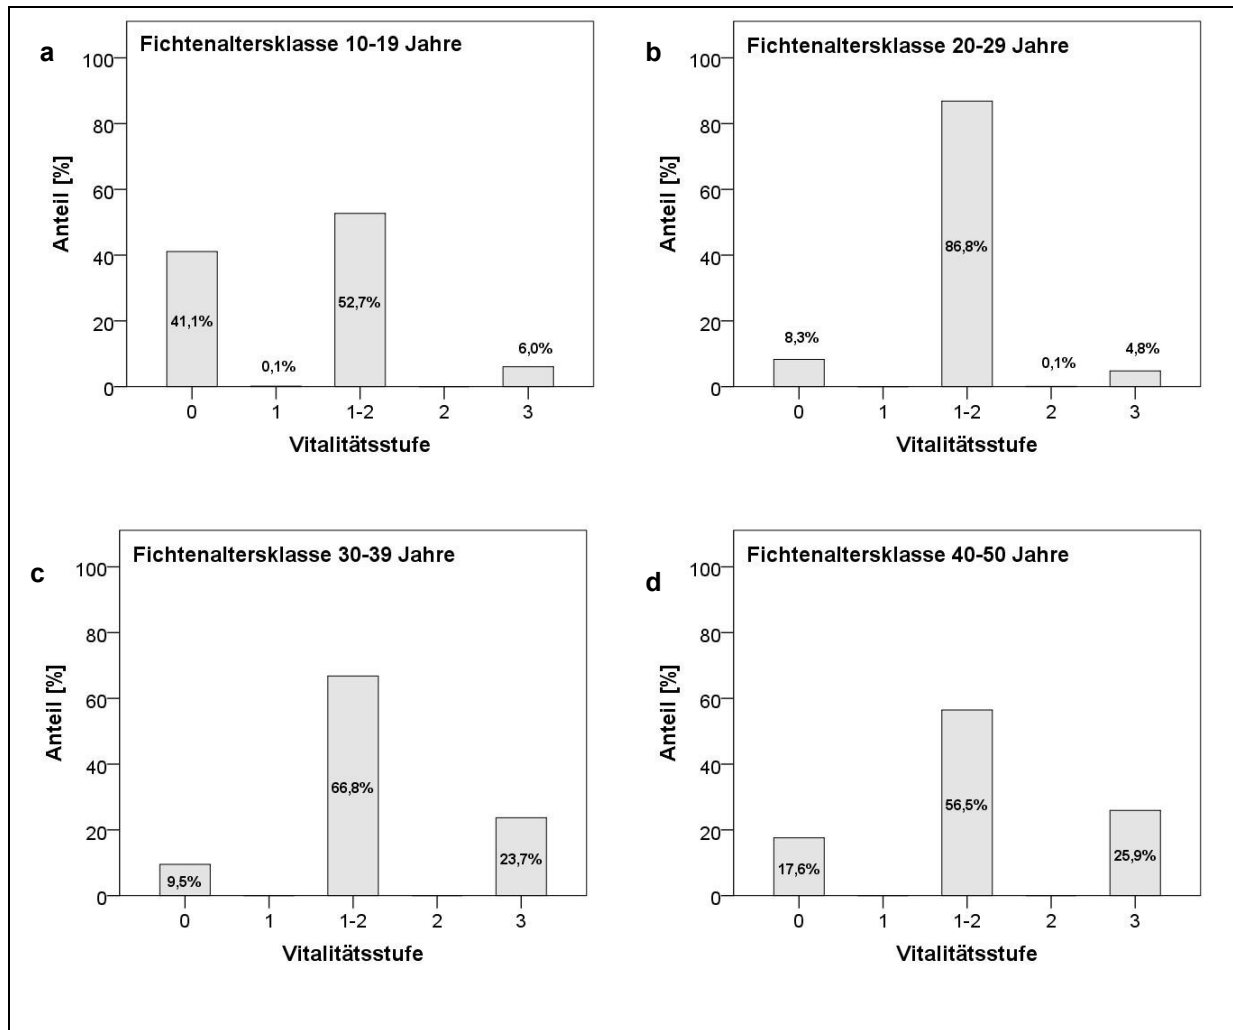 a
Fichtenaltersklasse 10-19 Jahre
100
80
60
40
20
0
Anteil [%]
41,1%
0,1%
52,7%
6,0%
0 1 1-2 2 3
Vitalitätsstufe
b
Fichtenaltersklasse 20-29 Jahre
100
80
60
40
20
0
Anteil [%]
8,3%
86,8%
0,1%
4,8%
0 1 1-2 2 3
Vitalitätsstufe
c
Fichtenaltersklasse 30-39 Jahre
100
80
60
40
20
0
Anteil [%]
9,5%
66,8%
23,7%
0 1 1-2 2 3
Vitalitätsstufe
d
Fichtenaltersklasse 40-50 Jahre
100
80
60
40
20
0
Anteil [%]
17,6%
56,5%
25,9%
0 1 1-2 2 3
Vitalitätsstufe